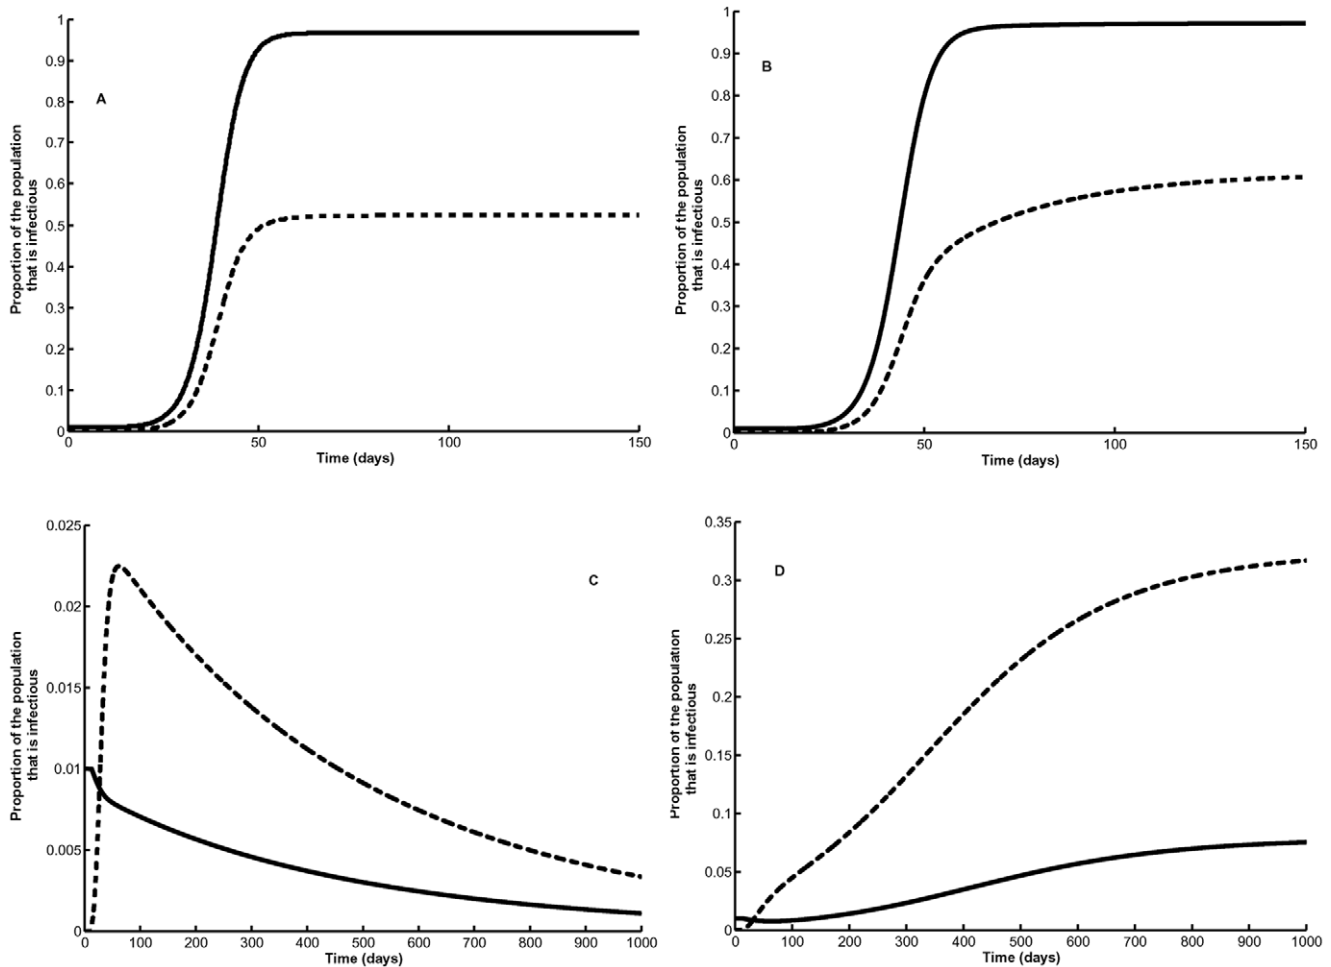 A
1
0.9
0.8
0.7
0.6
0.5
0.4
0.3
0.2
0.1
0
Proportion of the population
that is infectious
0 50 100 150
Time (days)
B
1
0.9
0.8
0.7
0.6
0.5
0.4
0.3
0.2
0.1
0
Proportion of the population
that is infectious
0 50 100 150
Time (days)
C
0.025
0.02
0.015
0.01
0.005
0
Proportion of the population
that is infectious
0 100 200 300 400 500 600 700 800 900 1000
Time (days)
D
0.35
0.3
0.25
0.2
0.15
0.1
0.05
0
Proportion of the population
that is infectious
0 100 200 300 400 500 600 700 800 900 1000
Time (days)